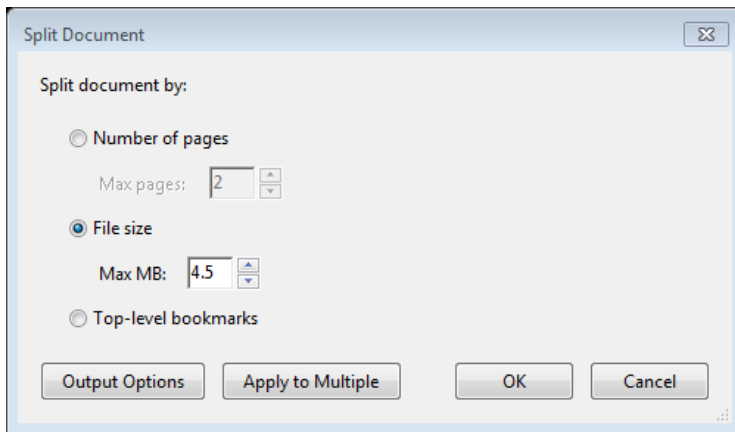 Split Document
Split document by:
Number of pages
Max pages: 2
File size
Max MB: 4.5
Top-level bookmarks
Output Options Apply to Multiple OK Cancel